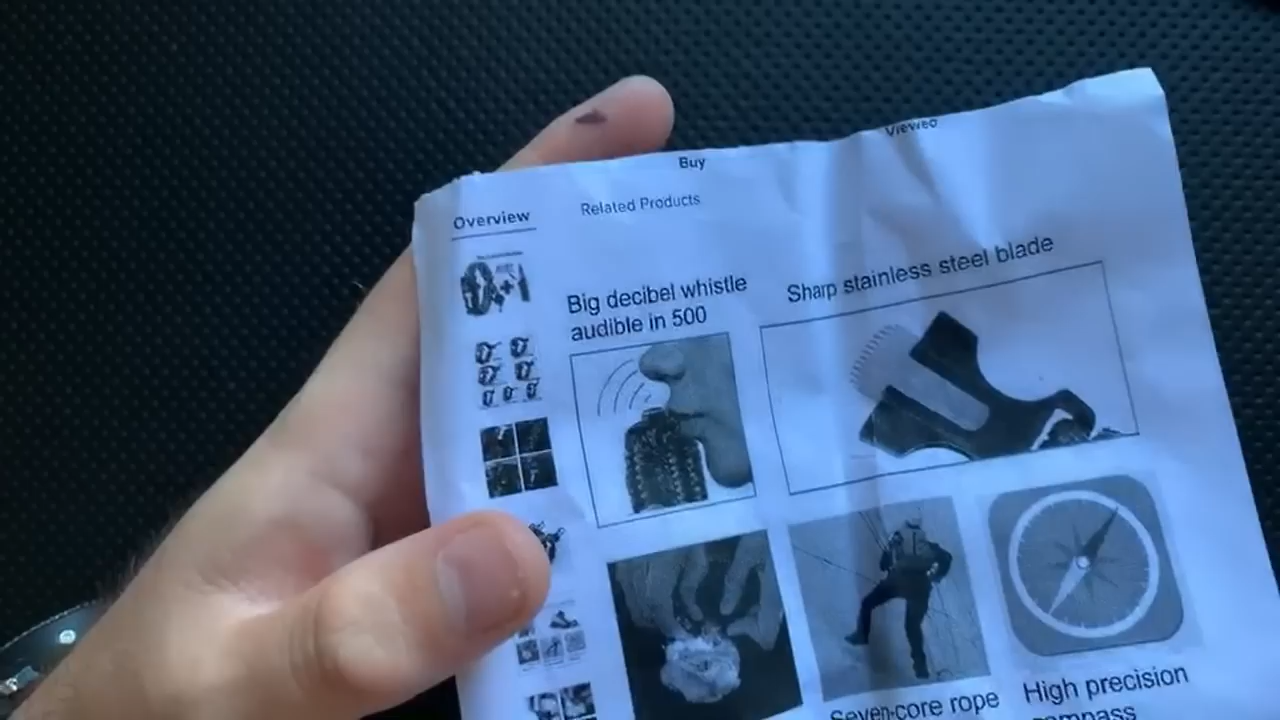 Viewed
Buy
Overview
Related Products
Big decibel whistle
audible in 500
Sharp stainless steel blade
Seven-core rope
High precision
compass